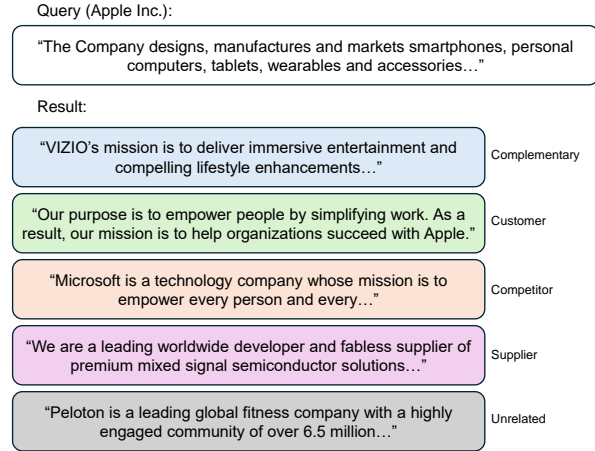 Query (Apple Inc.):
“The Company designs, manufactures and markets smartphones, personal
computers, tablets, wearables and accessories…”
Result:
“VIZIO’s mission is to deliver immersive entertainment and
compelling lifestyle enhancements…”
Complementary
“Our purpose is to empower people by simplifying work. As a
result, our mission is to help organizations succeed with Apple.”
Customer
“Microsoft is a technology company whose mission is to
empower every person and every…”
Competitor
“We are a leading worldwide developer and fabless supplier of
premium mixed signal semiconductor solutions…”
Supplier
“Peloton is a leading global fitness company with a highly
engaged community of over 6.5 million…”
Unrelated